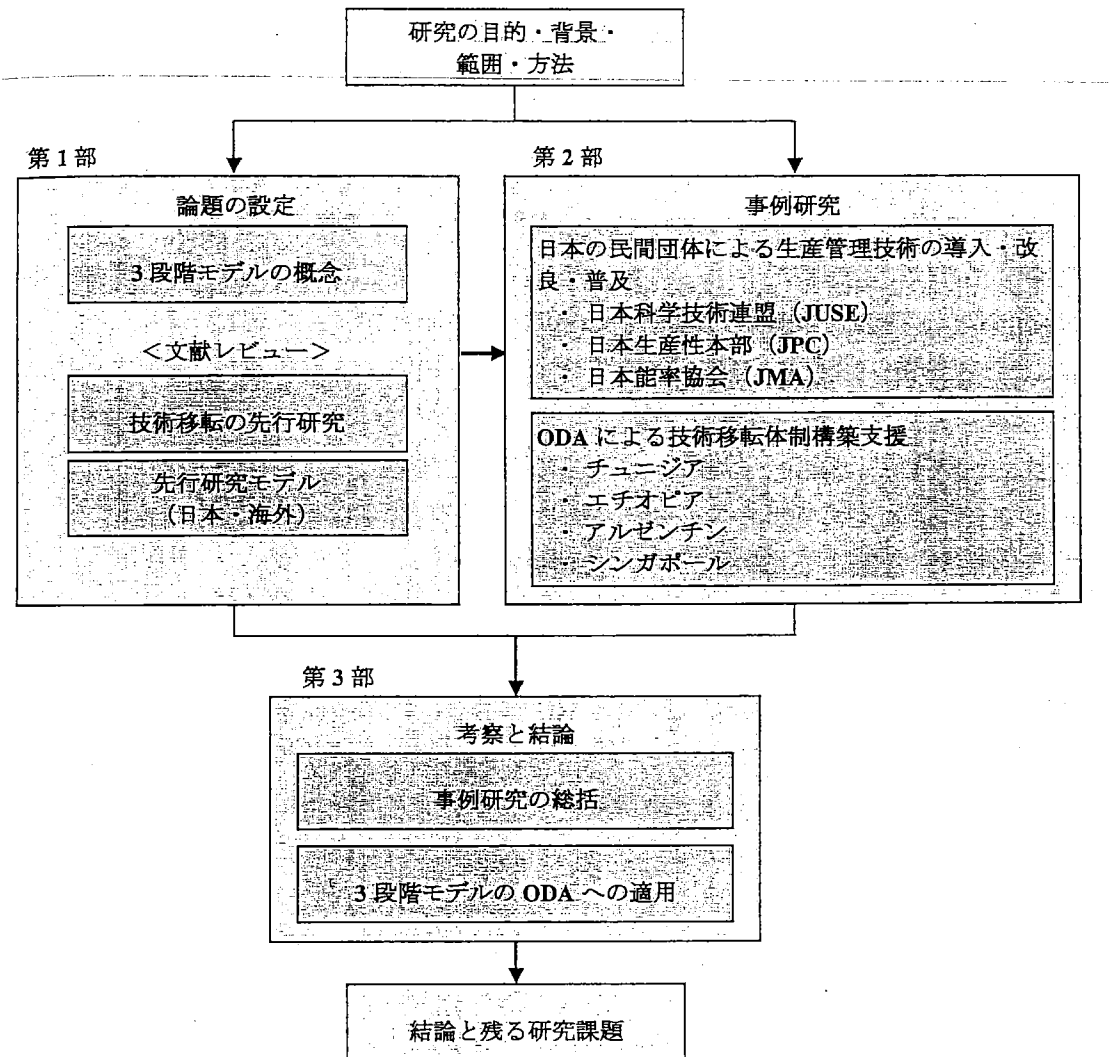 研究の目的・背景・
範囲・方法
第1部
論題の設定
3段階モデルの概念
＜文献レビュー＞
技術移転の先行研究
先行研究モデル
（日本・海外）
第2部
事例研究
日本の民間団体による生産管理技術の導入・改
良・普及
・ 日本科学技術連盟（JUSE）
・ 日本生産性本部（JPC）
・ 日本能率協会（JMA）
ODAによる技術移転体制構築支援
・ チュニジア
・ エチオピア
・ アルゼンチン
・ シンガポール
第3部
考察と結論
事例研究の総括
3段階モデルのODAへの適用
結論と残る研究課題